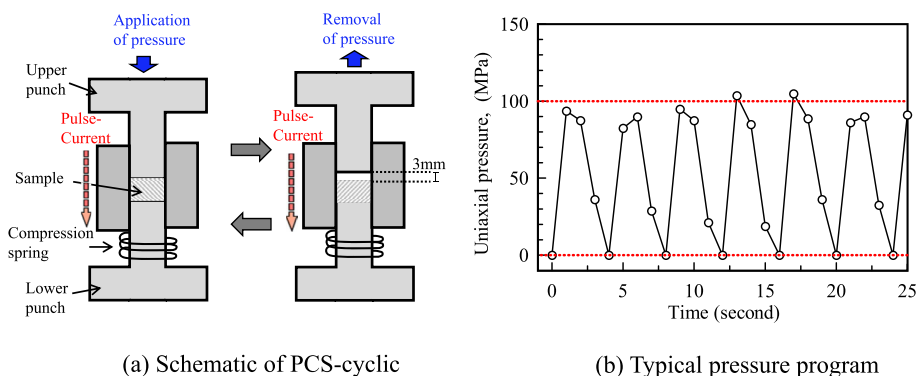 Application
of pressure
Removal
of pressure
Upper
punch
Pulse-
Current
Pulse-
Current
3mm
Sample
Compression
spring
Lower
punch
(a) Schematic of PCS-cyclic
Uniaxial pressure, (MPa)
150
100
50
0
0
5
10
15
20
25
Time (second)
(b) Typical pressure program